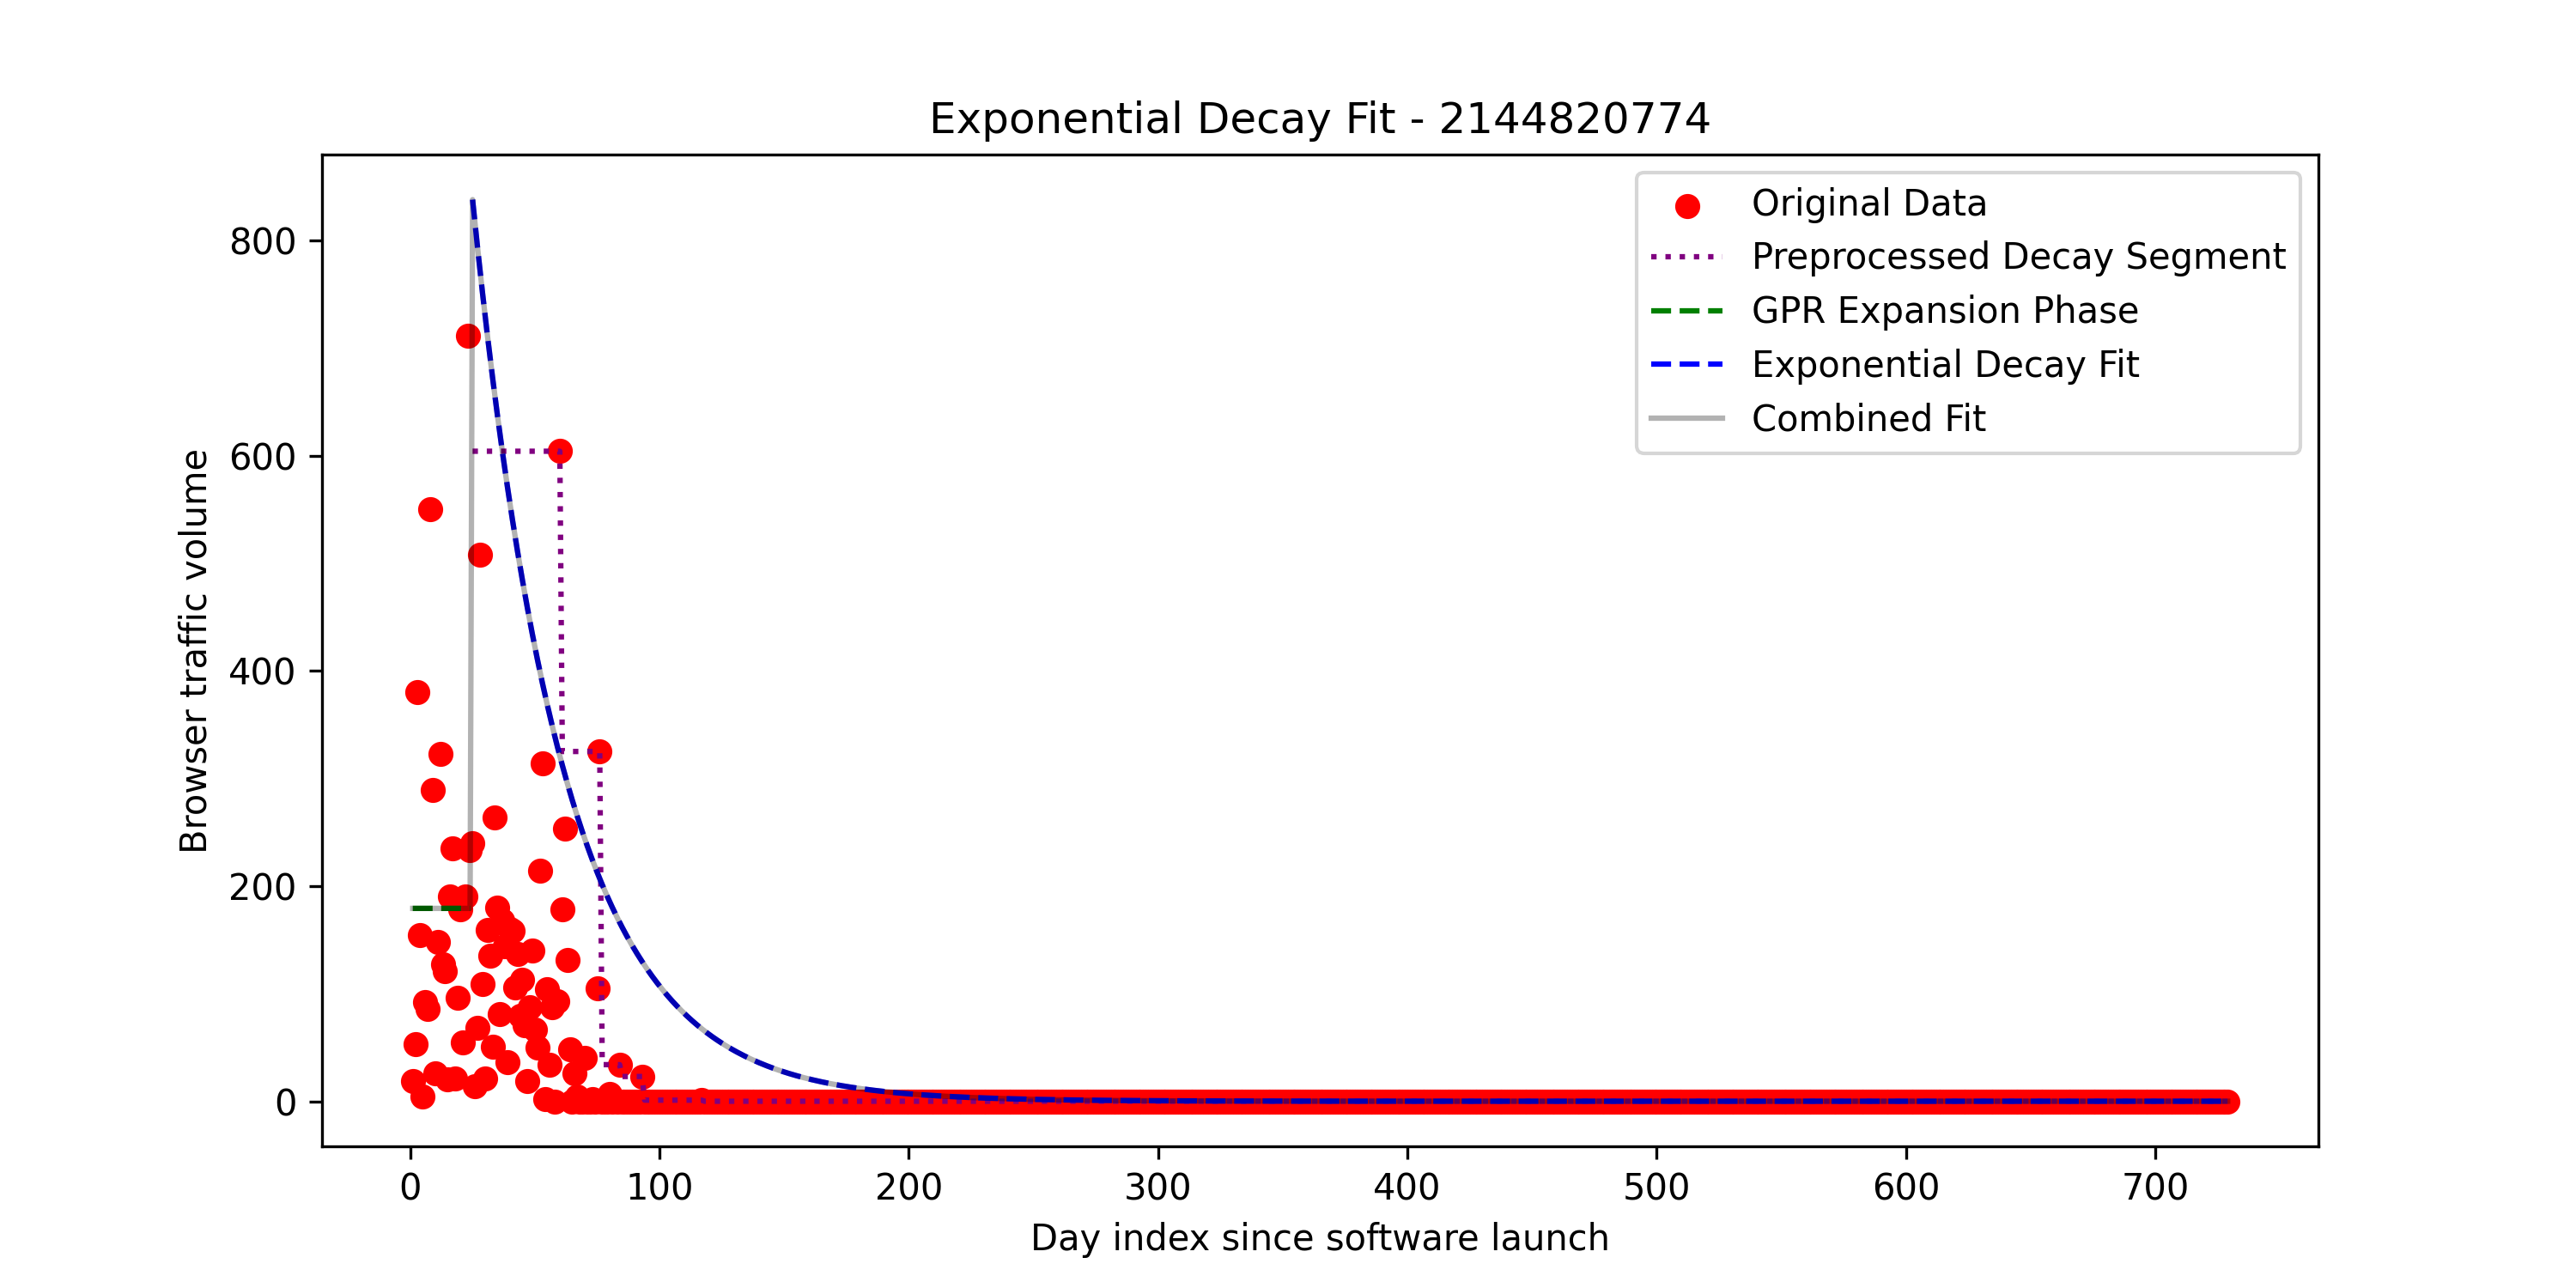 Exponential Decay Fit - 2144820774
Original Data
Preprocessed Decay Segment
GPR Expansion Phase
Exponential Decay Fit
Combined Fit
Browser traffic volume
800
600
400
200
0
0 100 200 300 400 500 600 700
Day index since software launch